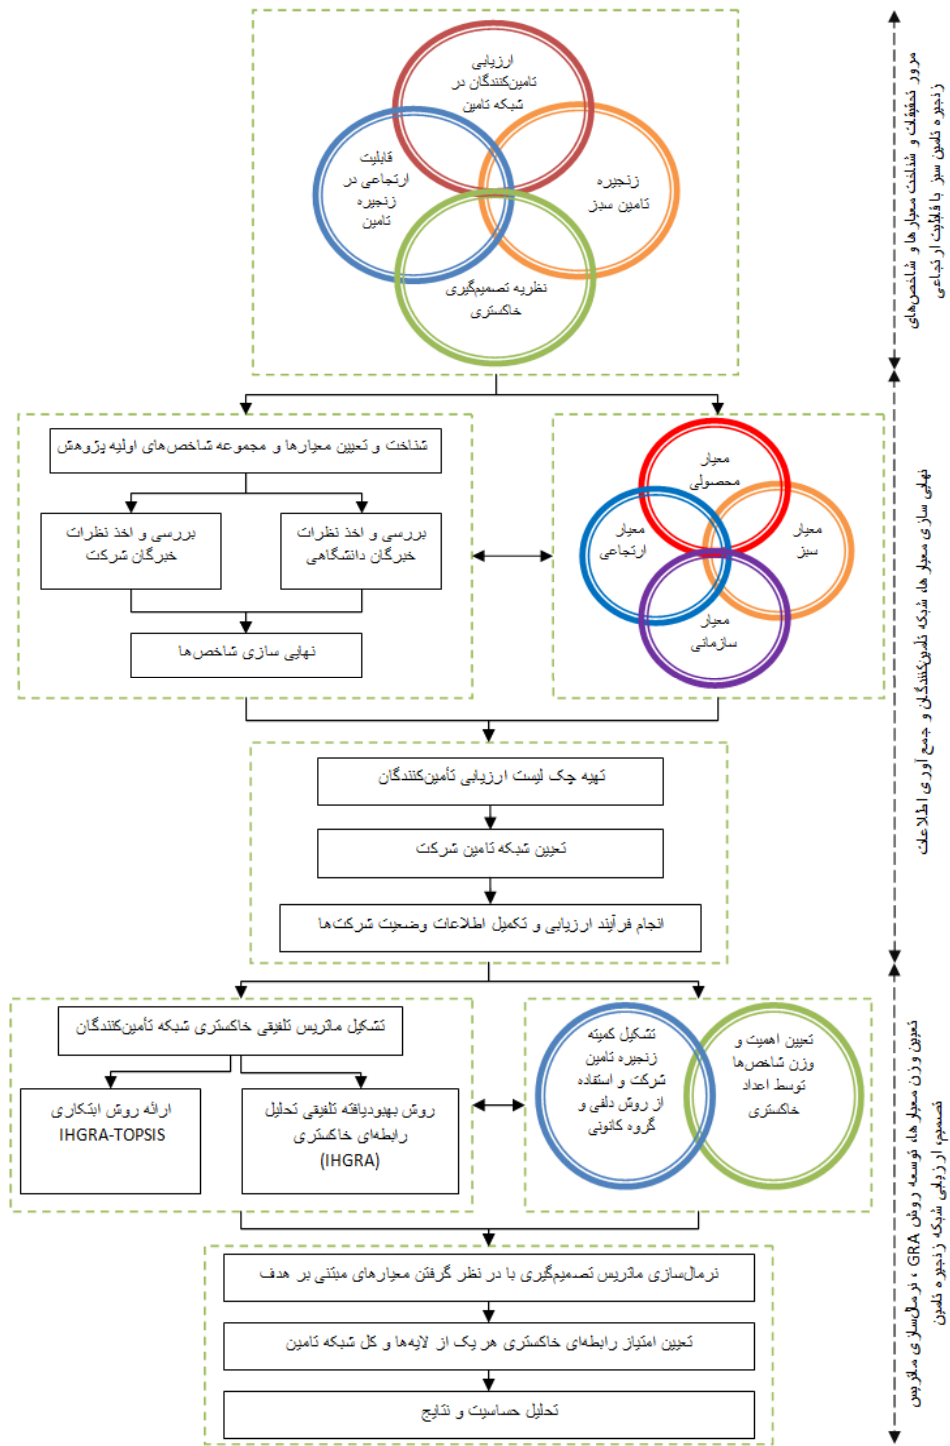 ارزیابی
تامین‌کنندگان در
شبکه تامین
قابلیت
ارتجاعی در
زنجیره
تامین
زنجیره
تامین سبز
نظریه تصمیم‌گیری
خاکستری
مرور تحقیقات و شناخت معیارها و شاخص‌های
زنجیره تامین سبز با قابلیت ارتجاعی
شناخت و تعیین معیارها و مجموعه شاخص‌های اولیه پژوهش
بررسی و اخذ نظرات
خبرگان دانشگاهی
بررسی و اخذ نظرات
خبرگان شرکت
نهایی سازی شاخص‌ها
معیار
محصولی
معیار
سبز
معیار
ارتجاعی
معیار
سازمانی
نهایی سازی معیارها، شبکه تامین‌کنندگان و جمع آوری اطلاعات
تهیه چک لیست ارزیابی تأمین‌کنندگان
تعیین شبکه تامین شرکت
انجام فرآیند ارزیابی و تکمیل اطلاعات وضعیت شرکت‌ها
تشکیل ماتریس تلفیقی خاکستری شبکه تأمین‌کنندگان
روش بهبودیافته تلفیقی تحلیل
رابطه‌ای خاکستری
(IHGRA)
ارائه روش ابتکاری
IHGRA-TOPSIS
تشکیل کمیته
زنجیره تامین
شرکت و استفاده
از روش دلفی و
گروه کانونی
تعیین اهمیت و
وزن شاخص‌ها
توسط اعداد
خاکستری
تعیین وزن معیارها، توسعه روش GRA ، نرمال‌سازی ماتریس
تصمیم، ارزیابی شبکه زنجیره تامین
نرمال‌سازی ماتریس تصمیم‌گیری با در نظر گرفتن معیارهای مبتنی بر هدف
تعیین امتیاز رابطه‌ای خاکستری هر یک از لایه‌ها و کل شبکه تامین
تحلیل حساسیت و نتایج